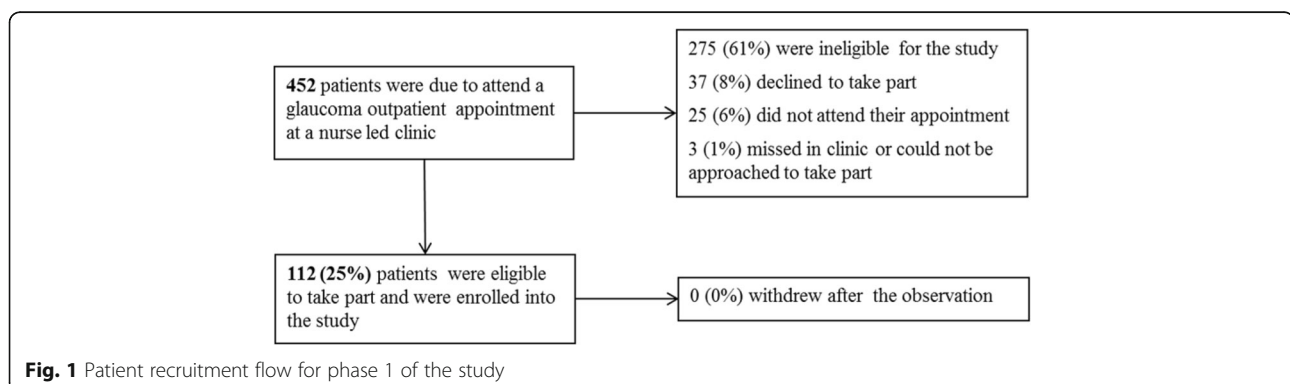 452 patients were due to attend a
glaucoma outpatient appointment
at a nurse led clinic
275 (61%) were ineligible for the study
37 (8%) declined to take part
25 (6%) did not attend their appointment
3 (1%) missed in clinic or could not be
approached to take part
112 (25%) patients were eligible
to take part and were enrolled into
the study
0 (0%) withdrew after the observation
Fig. 1 Patient recruitment flow for phase 1 of the study